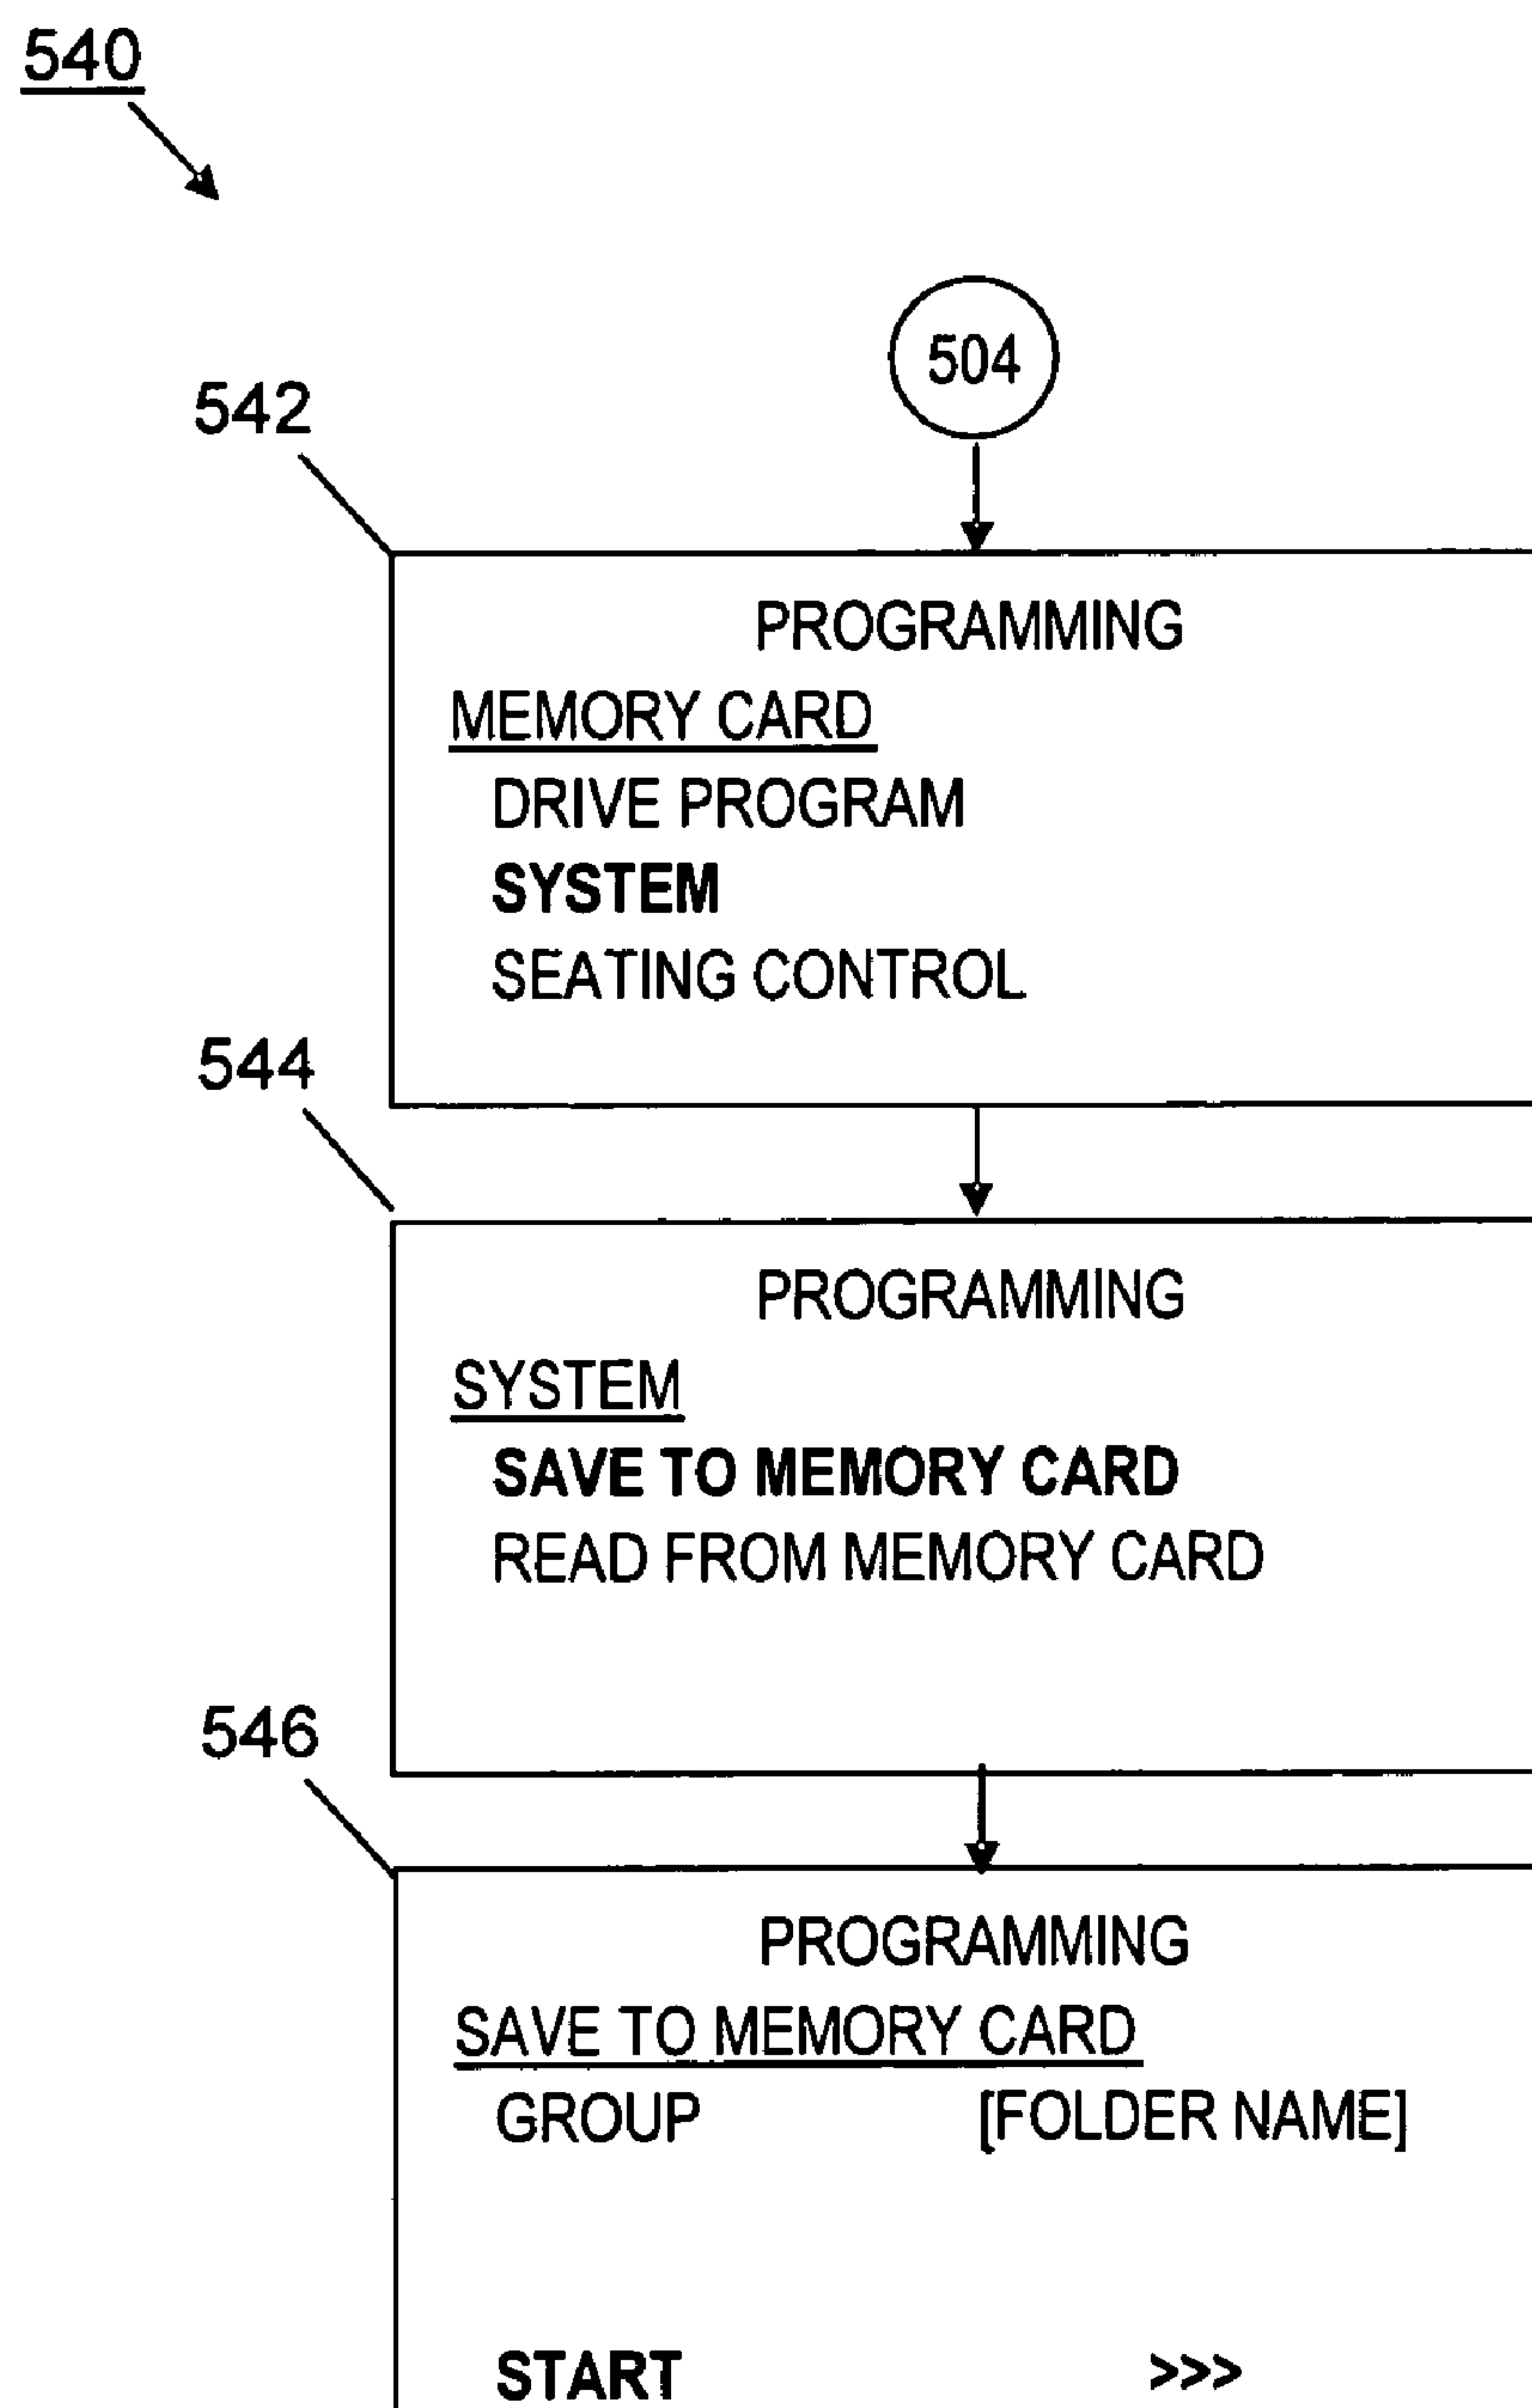 540
504
542
PROGRAMMING
MEMORY CARD
DRIVE PROGRAM
SYSTEM
SEATING CONTROL
544
PROGRAMMING
SYSTEM
SAVE TO MEMORY CARD
READ FROM MEMORY CARD
546
PROGRAMMING
SAVE TO MEMORY CARD
GROUP [FOLDER NAME]
START >>>